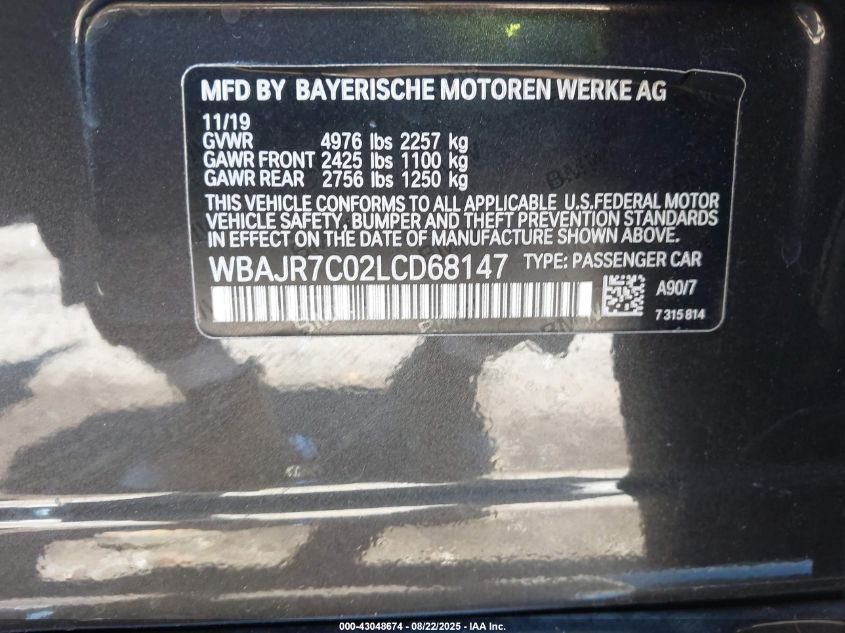 MFD BY BAYERISCHE MOTOREN WERKE AG
11/19
GVWR 4976 lbs 2257 kg
GAWR FRONT 2425 lbs 1100 kg
GAWR REAR 2756 lbs 1250 kg
THIS VEHICLE CONFORMS TO ALL APPLICABLE U.S.FEDERAL MOTOR
VEHICLE SAFETY, BUMPER AND THEFT PREVENTION STANDARDS
IN EFFECT ON THE DATE OF MANUFACTURE SHOWN ABOVE.
WBAJR7C02LCD68147 TYPE: PASSENGER CAR
A90/7
7 315 814
000-43048674 - 08/22/2025 - IAA Inc.